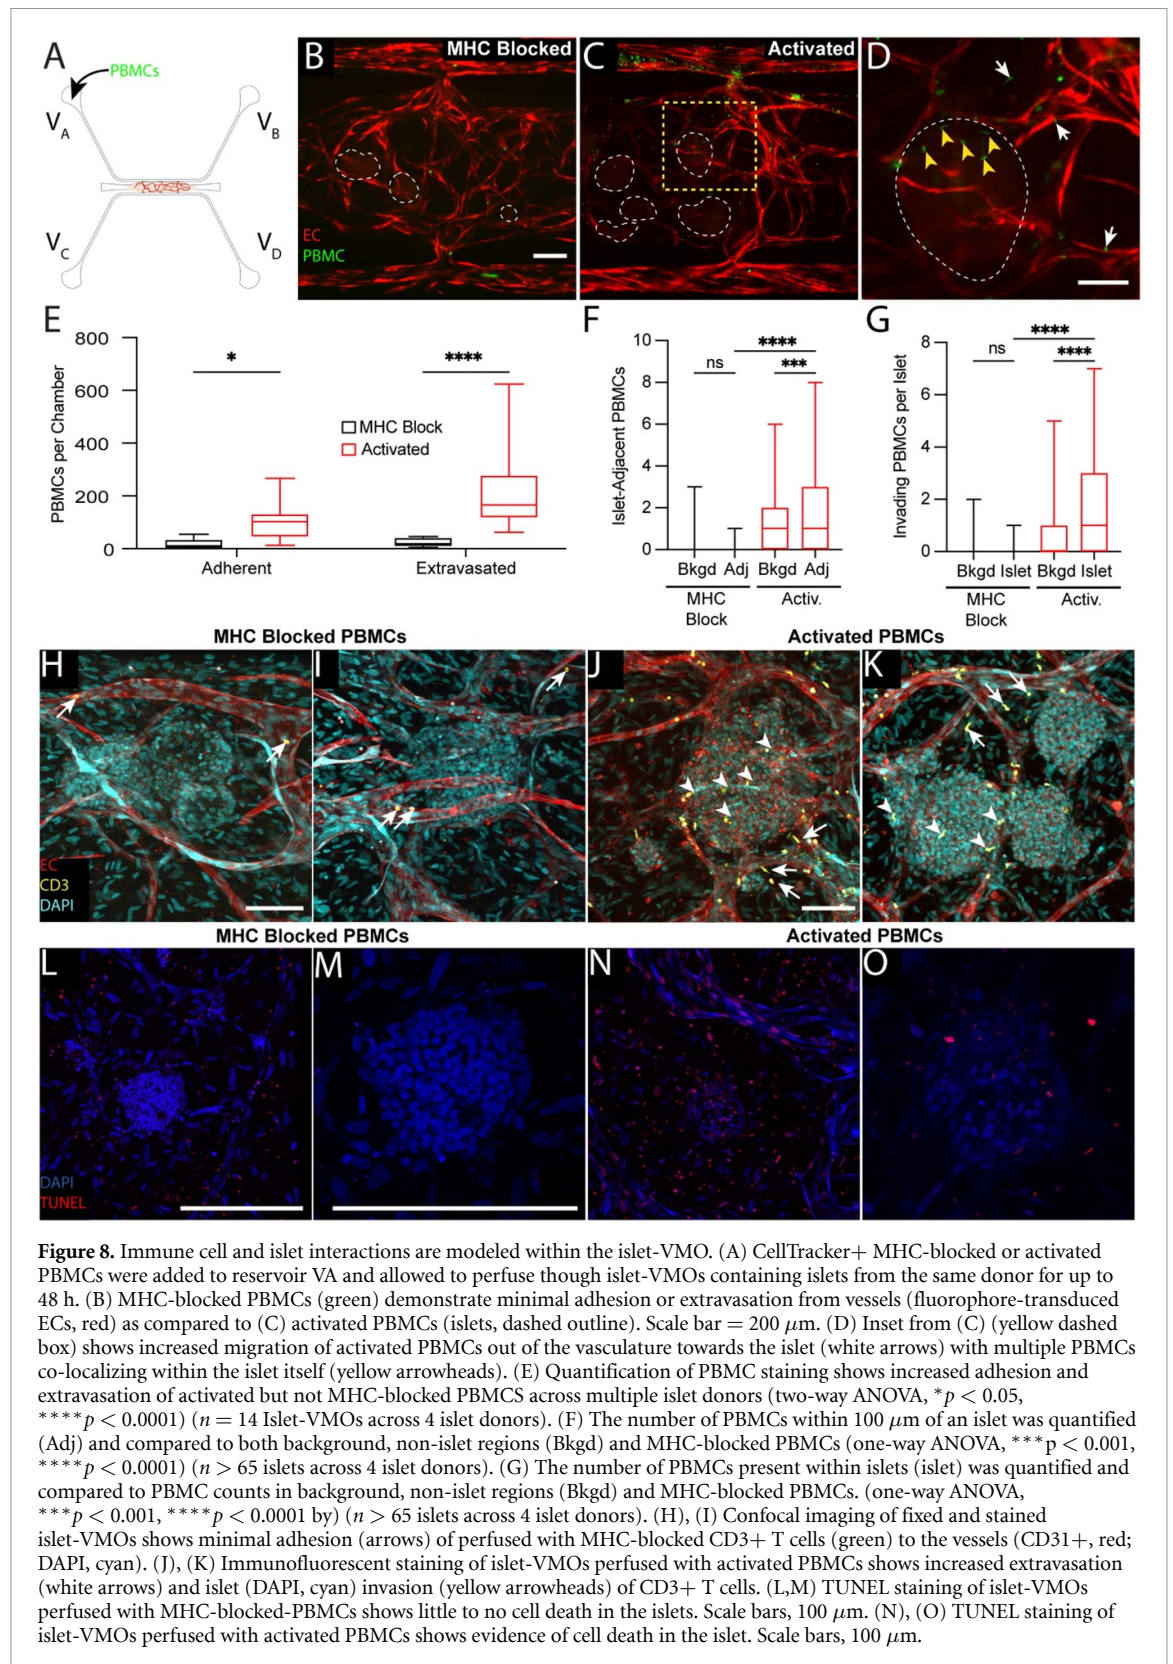 A
PBMCs
VA
VB
VC
VD
B
MHC Blocked
EC
PBMC
C
Activated
D
E
PBMCs per Chamber
800
600
400
200
0
*
****
MHC Block
Activated
Adherent
Extravasated
F
Islet-Adjacent PBMCs
10
8
6
4
2
0
ns
****
***
Bkgd Adj Bkgd Adj
MHC Block
Activ.
G
Invading PBMCs per Islet
8
6
4
2
0
ns
****
****
Bkgd Islet Bkgd Islet
MHC Block
Activ.
MHC Blocked PBMCs
Activated PBMCs
H
EC
CD3
DAPI
I
J
K
MHC Blocked PBMCs
Activated PBMCs
L
DAPI
TUNEL
M
N
O
Figure 8. Immune cell and islet interactions are modeled within the islet-VMO. (A) CellTracker+ MHC-blocked or activated
PBMCs were added to reservoir VA and allowed to perfuse though islet-VMOs containing islets from the same donor for up to
48 h. (B) MHC-blocked PBMCs (green) demonstrate minimal adhesion or extravasation from vessels (fluorophore-transduced
ECs, red) as compared to (C) activated PBMCs (islets, dashed outline). Scale bar = 200 μm. (D) Inset from (C) (yellow dashed
box) shows increased migration of activated PBMCs out of the vasculature towards the islet (white arrows) with multiple PBMCs
co-localizing within the islet itself (yellow arrowheads). (E) Quantification of PBMC staining shows increased adhesion and
extravasation of activated but not MHC-blocked PBMCS across multiple islet donors (two-way ANOVA, *p < 0.05,
****p < 0.0001) (n = 14 Islet-VMOs across 4 islet donors). (F) The number of PBMCs within 100 μm of an islet was quantified
(Adj) and compared to both background, non-islet regions (Bkgd) and MHC-blocked PBMCs (one-way ANOVA, ***p < 0.001,
****p < 0.0001) (n > 65 islets across 4 islet donors). (G) The number of PBMCs present within islets (islet) was quantified and
compared to PBMC counts in background, non-islet regions (Bkgd) and MHC-blocked PBMCs. (one-way ANOVA,
***p < 0.001, ****p < 0.0001 by) (n > 65 islets across 4 islet donors). (H), (I) Confocal imaging of fixed and stained
islet-VMOs shows minimal adhesion (arrows) of perfused with MHC-blocked CD3+ T cells (green) to the vessels (CD31+, red;
DAPI, cyan). (J), (K) Immunofluorescent staining of islet-VMOs perfused with activated PBMCs shows increased extravasation
(white arrows) and islet (DAPI, cyan) invasion (yellow arrowheads) of CD3+ T cells. (L,M) TUNEL staining of islet-VMOs
perfused with MHC-blocked-PBMCs shows little to no cell death in the islets. Scale bars, 100 μm. (N), (O) TUNEL staining of
islet-VMOs perfused with activated PBMCs shows evidence of cell death in the islet. Scale bars, 100 μm.